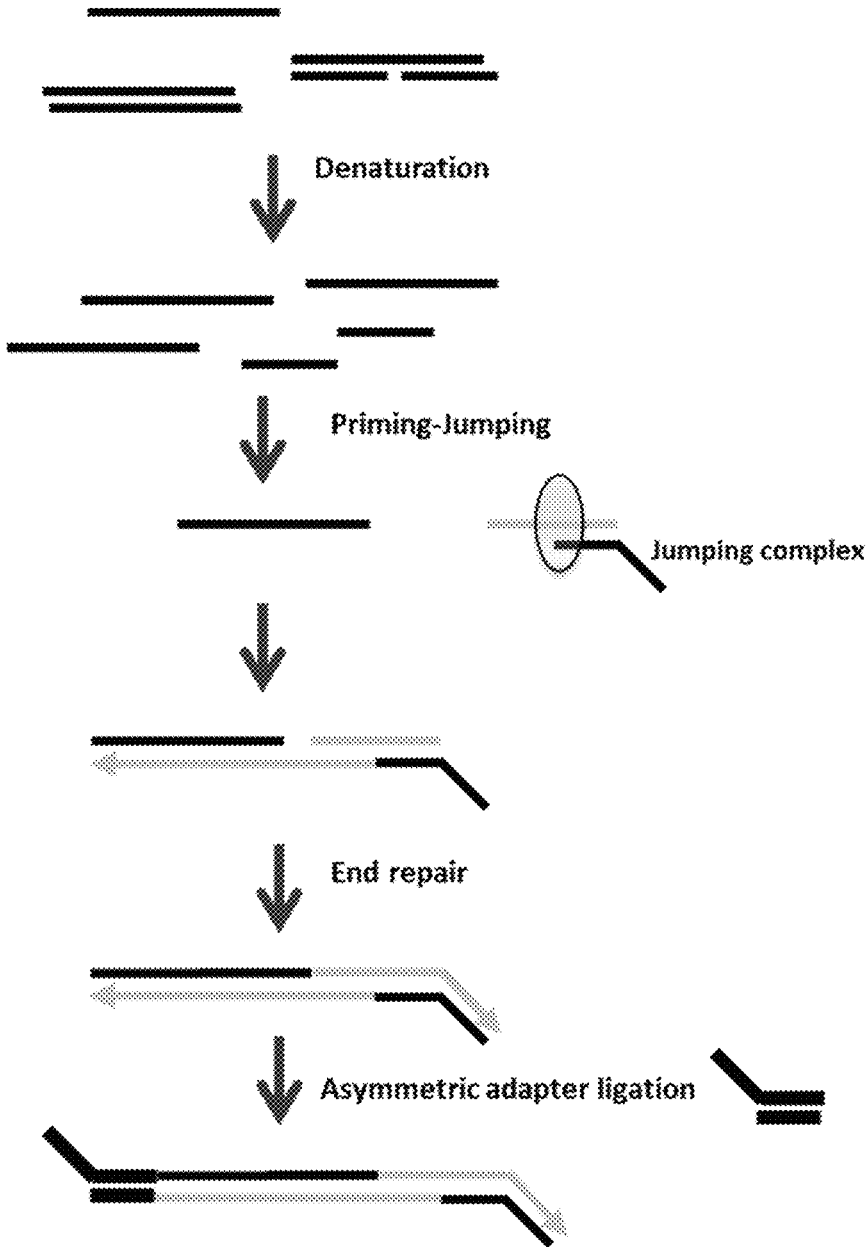 Denaturation
Priming-Jumping
Jumping complex
End repair
Asymmetric adapter ligation